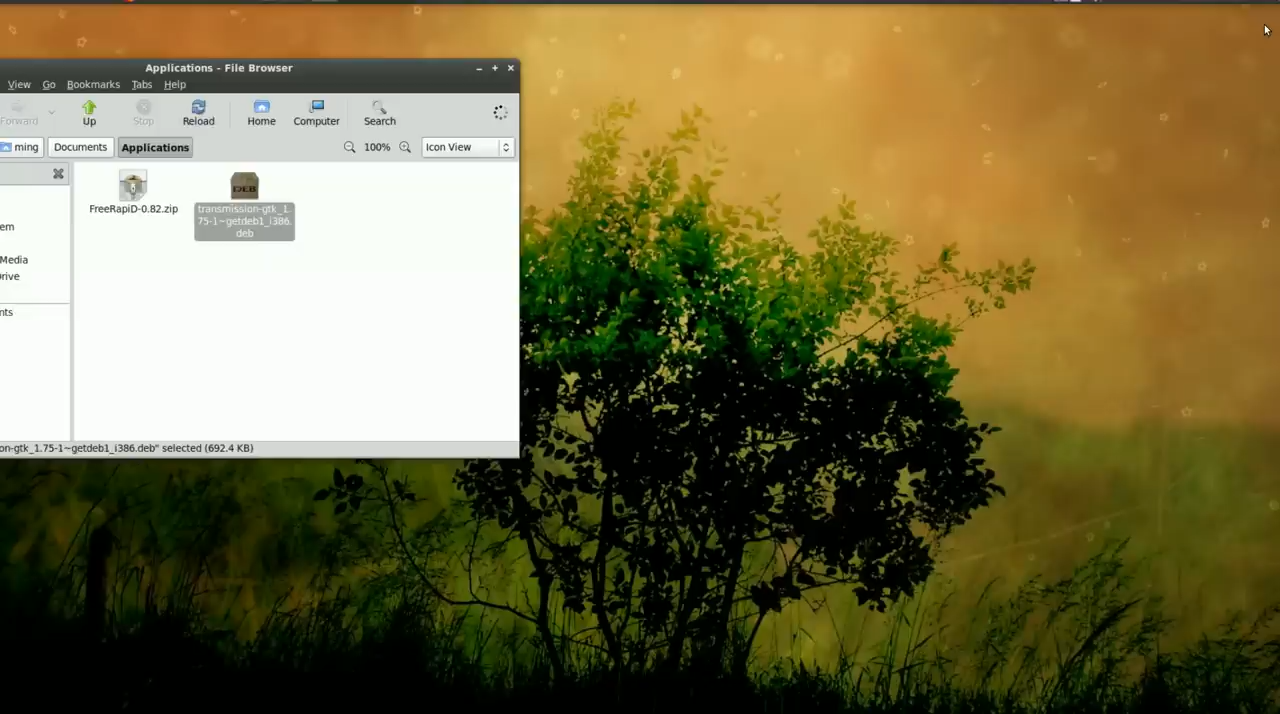 Applications - File Browser
View Go Bookmarks Tabs Help
Forward Up Stop Reload Home Computer Search
ming Documents Applications 100% Icon View
DEB
FreeRapiD-0.82.zip
transmission-gtk_1.
75-1~getdeb1_i386.
deb
em
Media
Drive
nts
on-gtk_1.75-1~getdeb1_i386.deb" selected (692.4 KB)